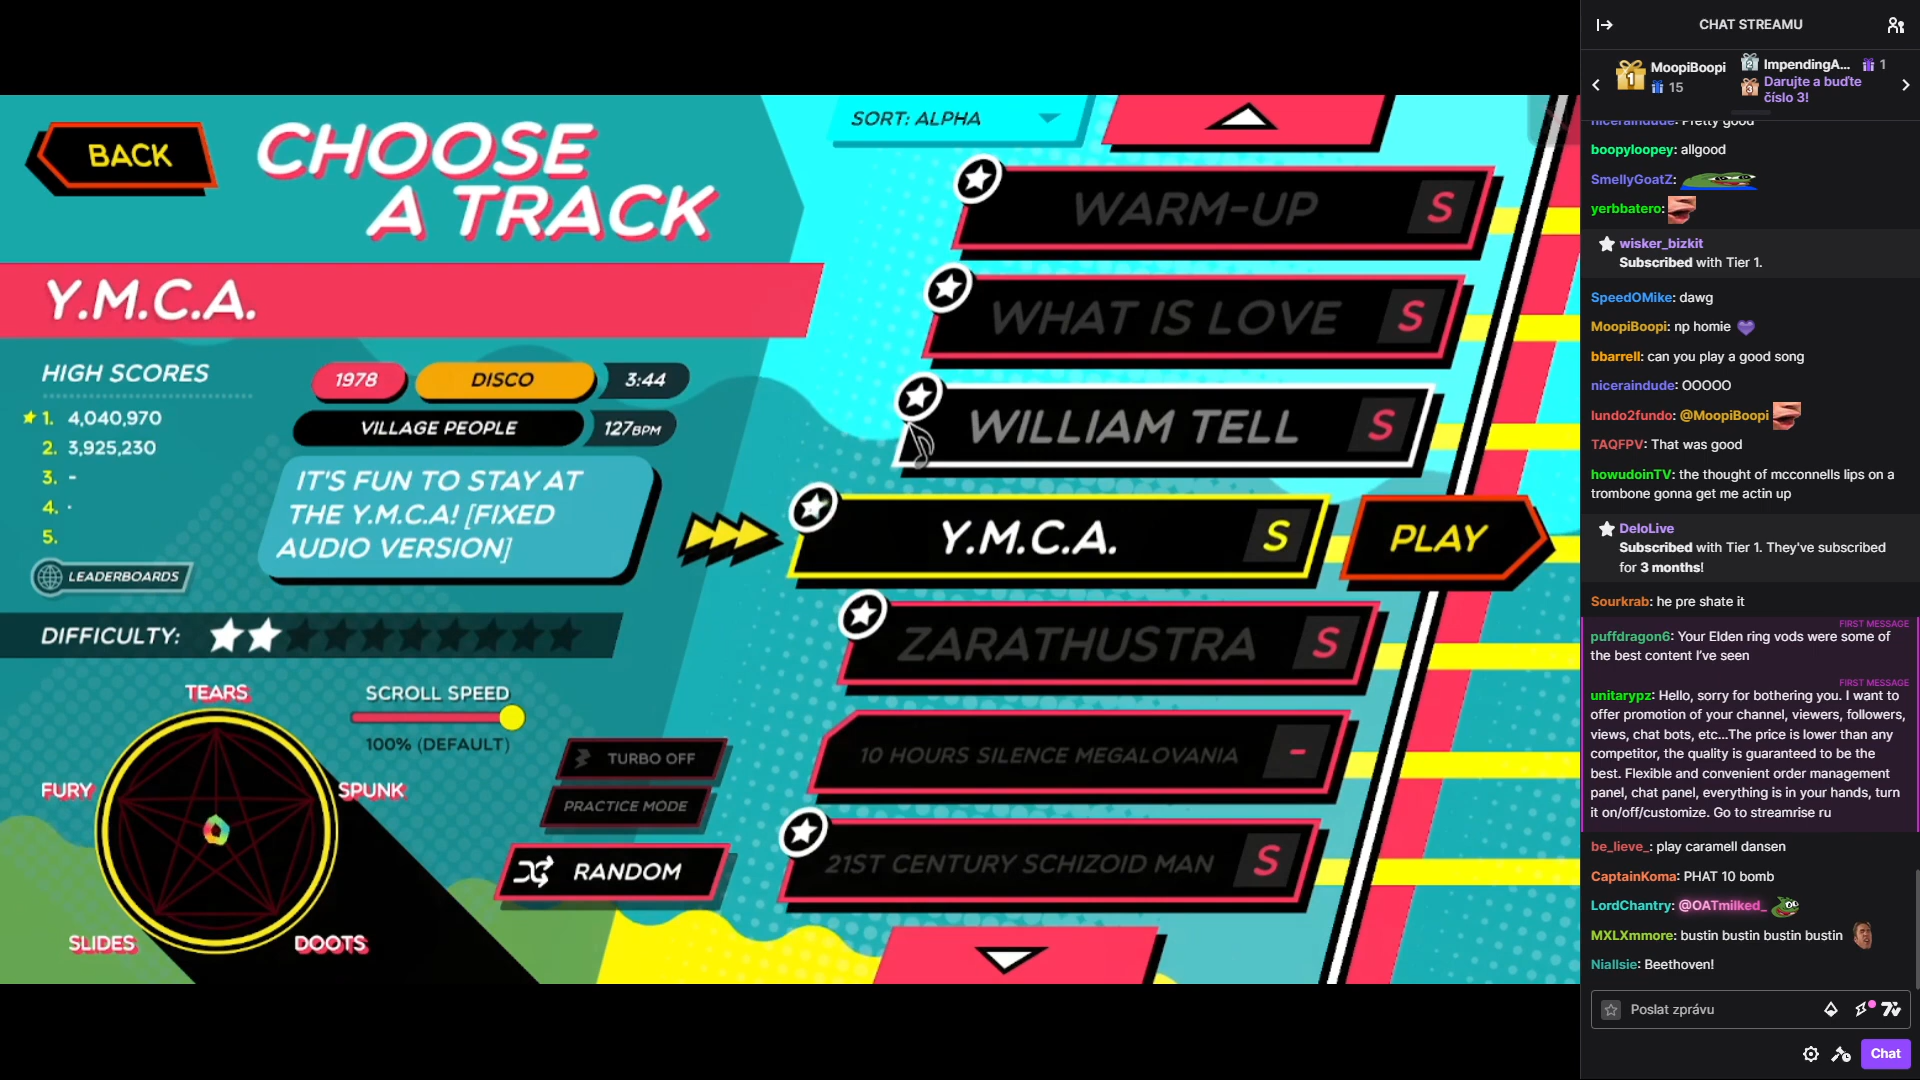 BACK
CHOOSE
A TRACK
Y.M.C.A.
HIGH SCORES
1. 4,040,970
2. 3,925,230
3. -
4.
5.
LEADERBOARDS
1978
DISCO
3:44
VILLAGE PEOPLE
127BPM
IT'S FUN TO STAY AT
THE Y.M.C.A! [FIXED
AUDIO VERSION]
DIFFICULTY:
TEARS
FURY
SPUNK
SLIDES
DOOTS
SCROLL SPEED
100% (DEFAULT)
TURBO OFF
PRACTICE MODE
RANDOM
SORT: ALPHA
WARM-UP S
WHAT IS LOVE S
WILLIAM TELL S
Y.M.C.A. S
PLAY
ZARATHUSTRA S
10 HOURS SILENCE MEGALOVANIA -
21ST CENTURY SCHIZOID MAN S
CHAT STREAMU
1
MoopiBoopi
15
2
ImpendingA... 1
3
Darujte a buďte
číslo 3!
niceraindude: Pretty good
boopyloopey: allgood
SmellyGoatZ:
yerbbatero:
wisker_bizkit
Subscribed with Tier 1.
SpeedOMike: dawg
MoopiBoopi: np homie
bbarrell: can you play a good song
niceraindude: OOOOO
lundo2fundo: @MoopiBoopi
TAQFPV: That was good
howudoinTV: the thought of mcconnells lips on a
trombone gonna get me actin up
DeloLive
Subscribed with Tier 1. They've subscribed
for 3 months!
Sourkrab: he pre shate it
FIRST MESSAGE
puffdragon6: Your Elden ring vods were some of
the best content I've seen
FIRST MESSAGE
unitarypz: Hello, sorry for bothering you. I want to
offer promotion of your channel, viewers, followers,
views, chat bots, etc...The price is lower than any
competitor, the quality is guaranteed to be the
best. Flexible and convenient order management
panel, chat panel, everything is in your hands, turn
it on/off/customize. Go to streamrise ru
be_lieve_: play caramell dansen
CaptainKoma: PHAT 10 bomb
LordChantry: @OATmilked_
MXLXmmore: bustin bustin bustin bustin
Niallsie: Beethoven!
Poslat zprávu
Chat